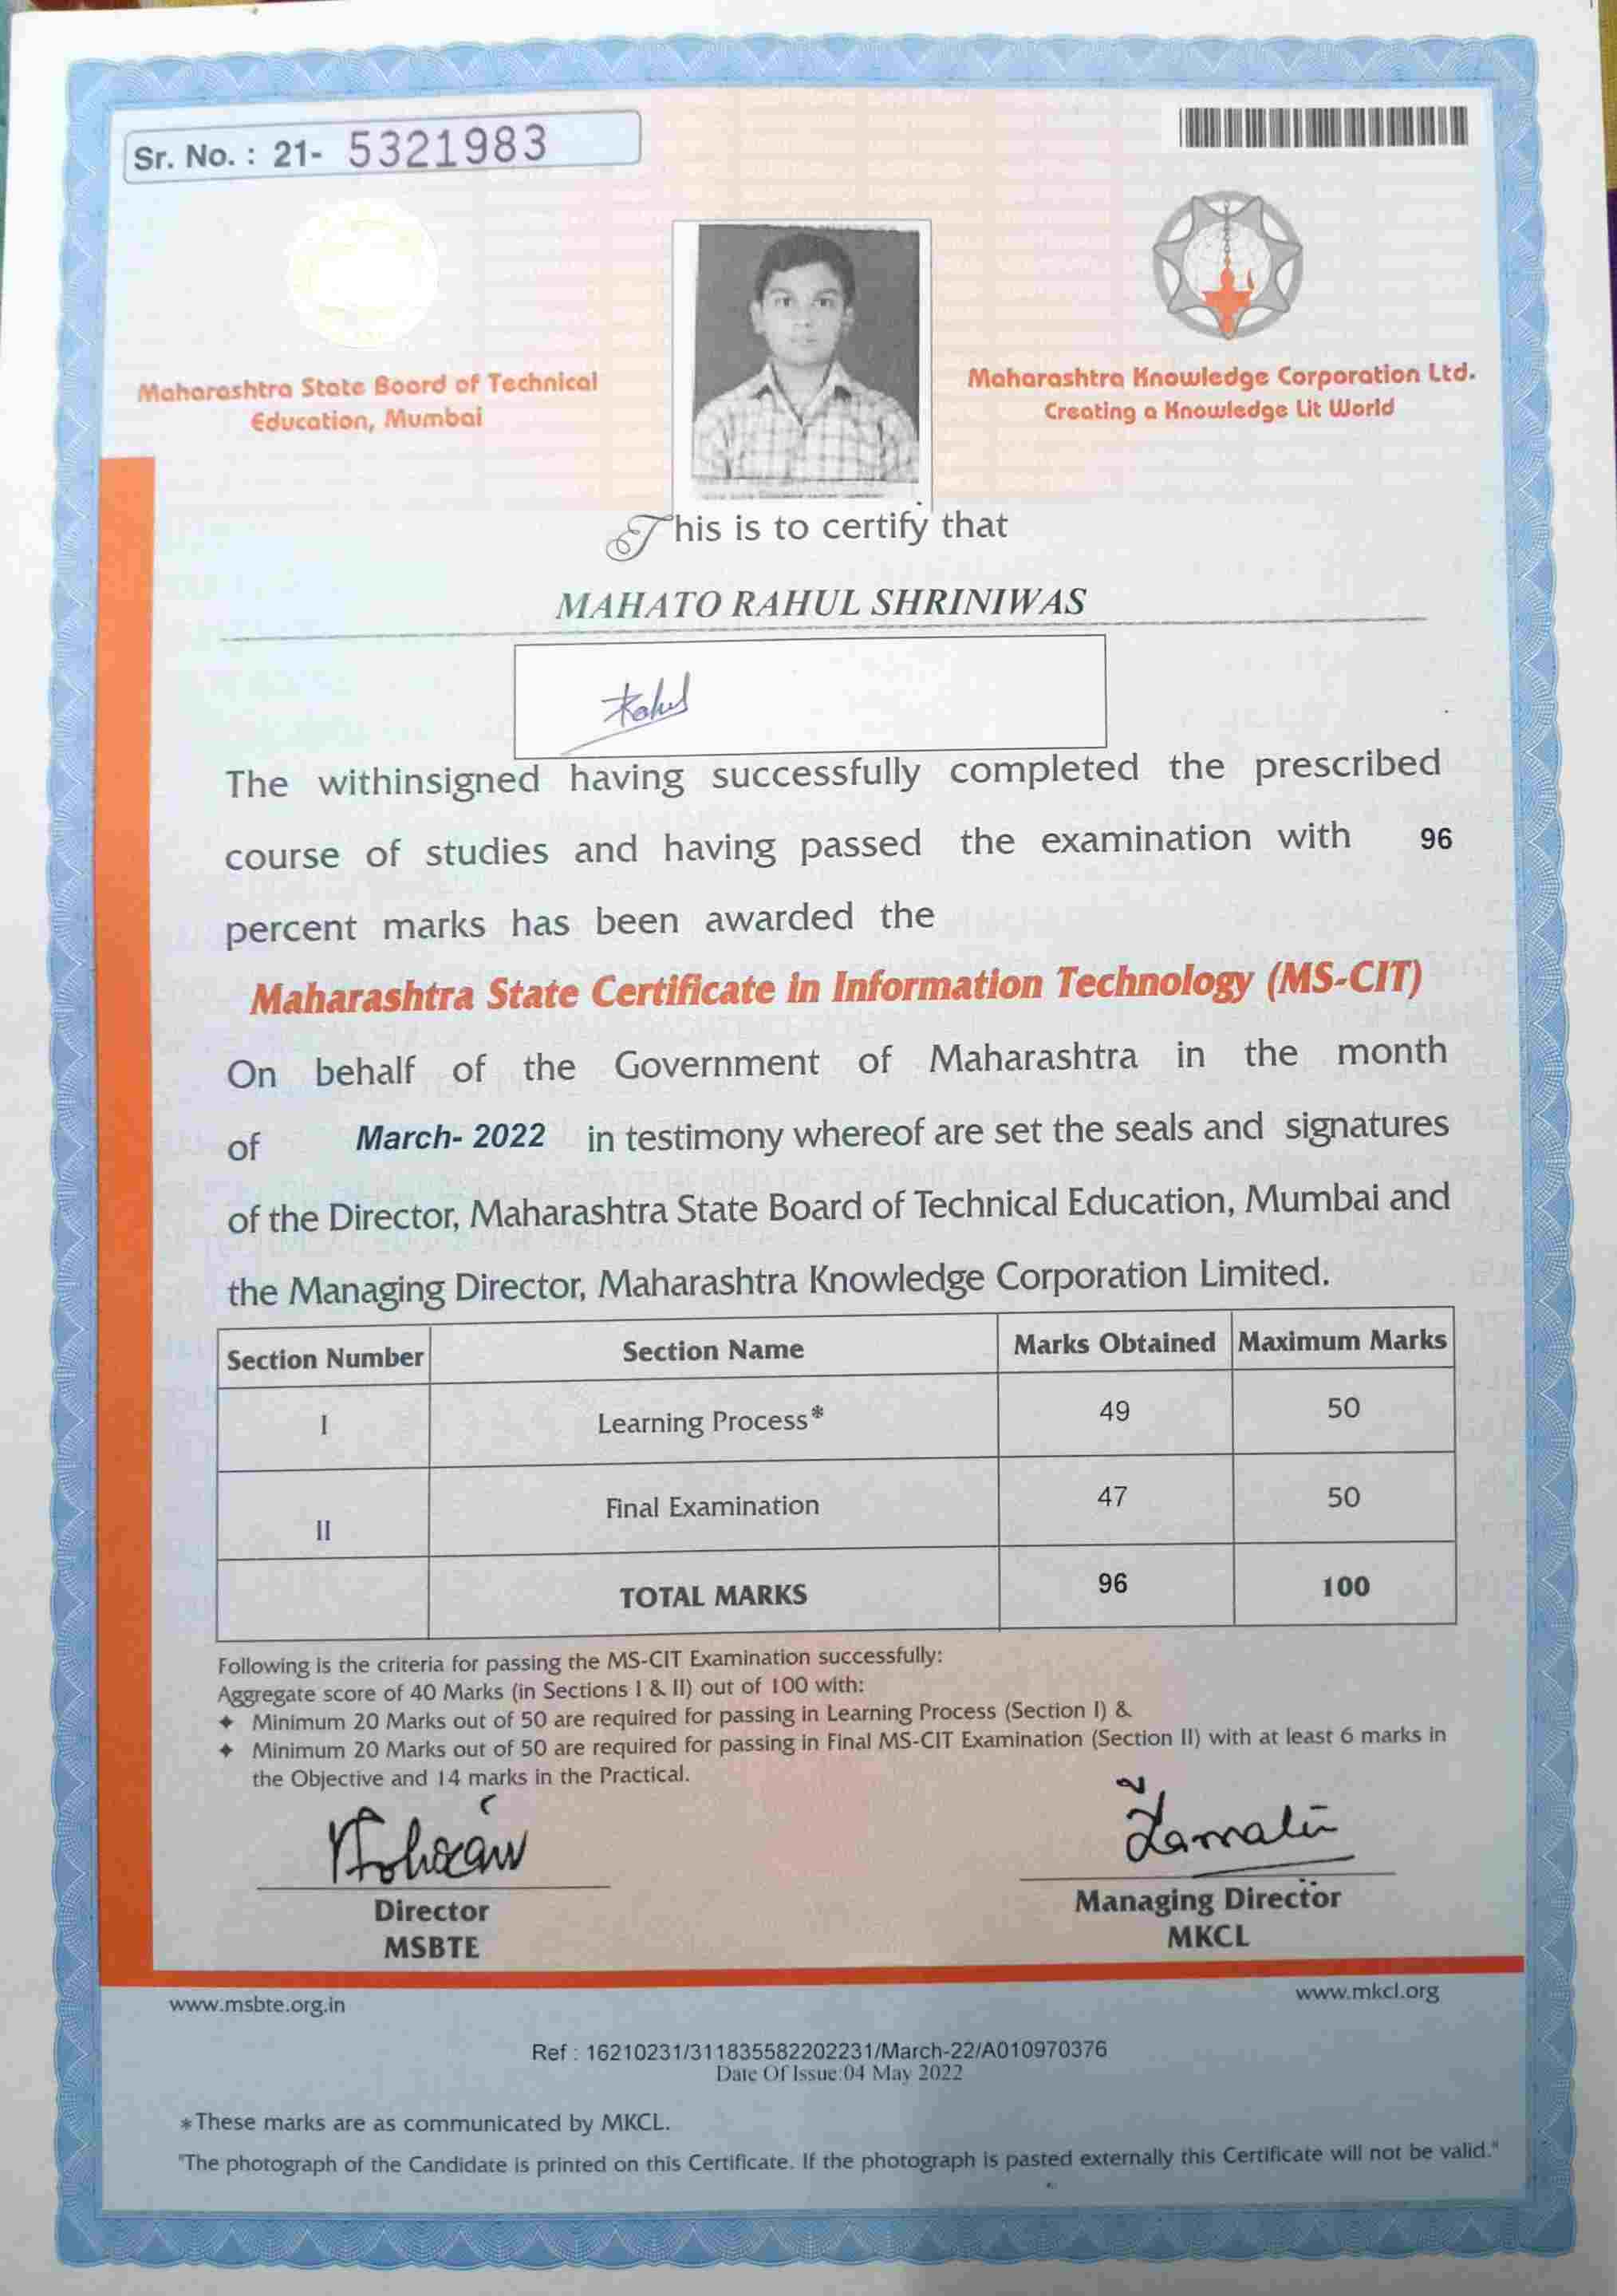 Sr. No. : 21- 5321983
Maharashtra State Board of Technical
Education, Mumbai
Maharashtra Knowledge Corporation Ltd.
Creating a Knowledge Lit World
This is to certify that
MAHATO RAHUL SHRINIWAS
Rahul
The withinsigned having successfully completed the prescribed
course of studies and having passed the examination with 96
percent marks has been awarded the
Maharashtra State Certificate in Information Technology (MS-CIT)
On behalf of the Government of Maharashtra in the month
of March- 2022 in testimony whereof are set the seals and signatures
of the Director, Maharashtra State Board of Technical Education, Mumbai and
the Managing Director, Maharashtra Knowledge Corporation Limited.
Section Number Section Name Marks Obtained Maximum Marks
I Learning Process* 49 50
II Final Examination 47 50
TOTAL MARKS 96 100
Following is the criteria for passing the MS-CIT Examination successfully:
Aggregate score of 40 Marks (in Sections I & II) out of 100 with:
✦ Minimum 20 Marks out of 50 are required for passing in Learning Process (Section I) &
✦ Minimum 20 Marks out of 50 are required for passing in Final MS-CIT Examination (Section II) with at least 6 marks in
the Objective and 14 marks in the Practical.
Director
MSBTE
Managing Director
MKCL
www.msbte.org.in
www.mkcl.org
Ref : 16210231/311835582202231/March-22/A010970376
Date Of Issue:04 May 2022
*These marks are as communicated by MKCL.
"The photograph of the Candidate is printed on this Certificate. If the photograph is pasted externally this Certificate will not be valid."